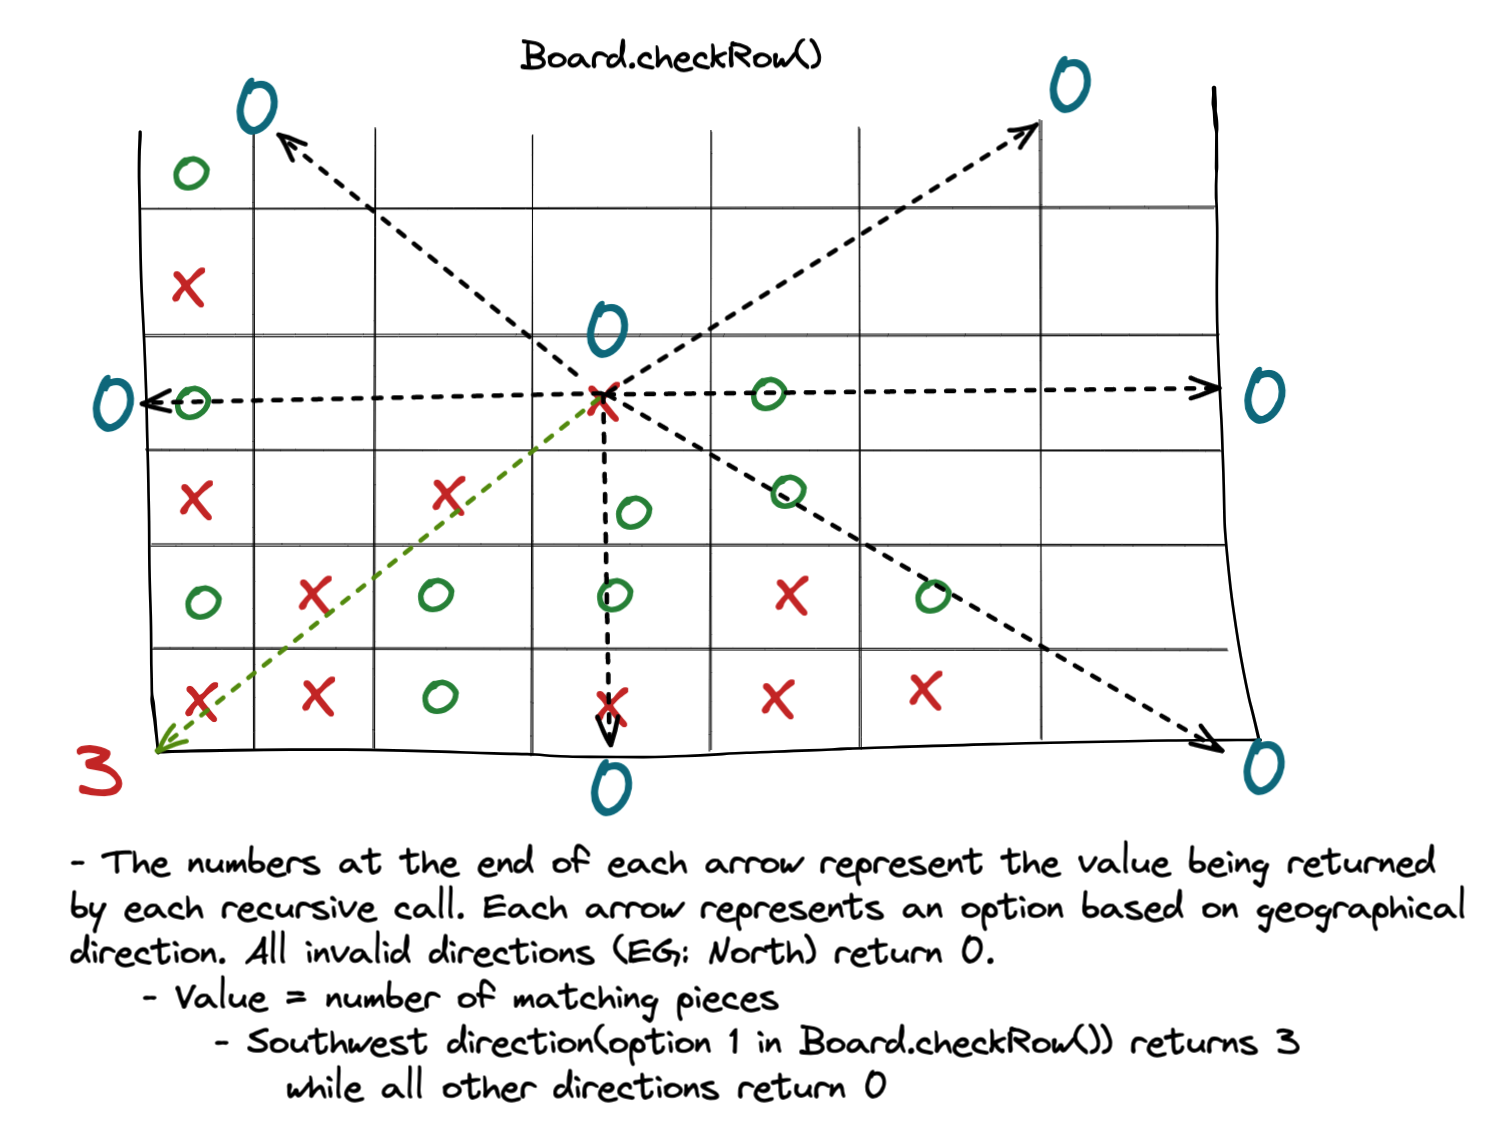 Board.checkRow()
0 0
O
X
0
0 O X O 0
X X O O
O X O O X O
X X O X X X
3 0 0
- The numbers at the end of each arrow represent the value being returned
by each recursive call. Each arrow represents an option based on geographical
direction. All invalid directions (EG: North) return 0.
- Value = number of matching pieces
- Southwest direction(option 1 in Board.checkRow()) returns 3
while all other directions return 0